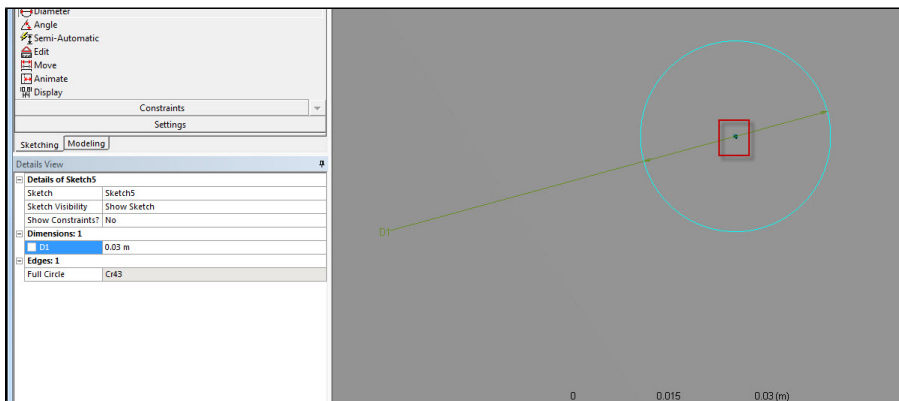 Diameter
Angle
Semi-Automatic
Edit
Move
Animate
Display
Constraints
Settings
Sketching Modeling
Details View
Details of Sketch5
Sketch Sketch5
Sketch Visibility Show Sketch
Show Constraints? No
Dimensions: 1
D1 0.03 m
Edges: 1
Full Circle Cr43
D1
0 0.015 0.03 (m)